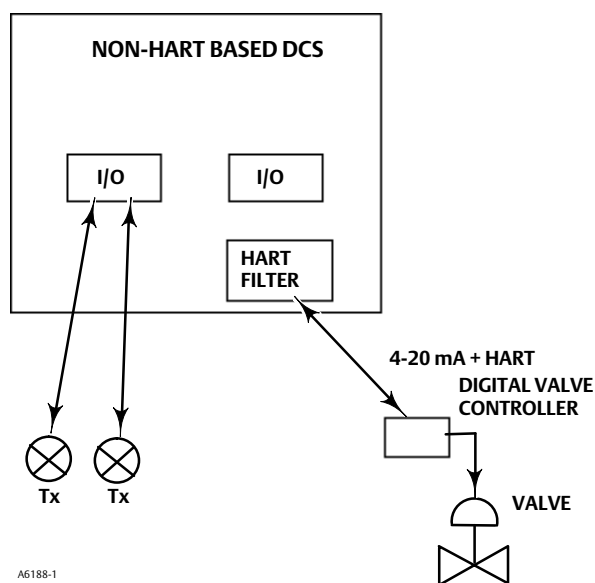 NON-HART BASED DCS
I/O
I/O
HART
FILTER
4-20 mA + HART
DIGITAL VALVE
CONTROLLER
Tx
Tx
VALVE
A6188-1